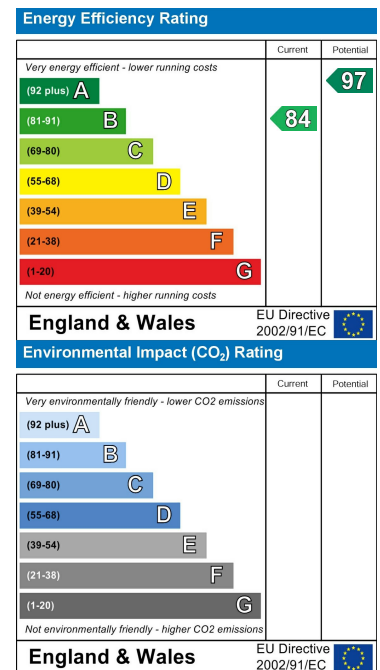 Energy Efficiency Rating
Current Potential
Very energy efficient - lower running costs
(92 plus) A
97
(81-91) B
84
(69-80) C
(55-68) D
(39-54) E
(21-38) F
(1-20) G
Not energy efficient - higher running costs
England & Wales
EU Directive
2002/91/EC
Environmental Impact (CO₂) Rating
Current Potential
Very environmentally friendly - lower CO2 emissions
(92 plus) A
(81-91) B
(69-80) C
(55-68) D
(39-54) E
(21-38) F
(1-20) G
Not environmentally friendly - higher CO2 emissions
England & Wales
EU Directive
2002/91/EC